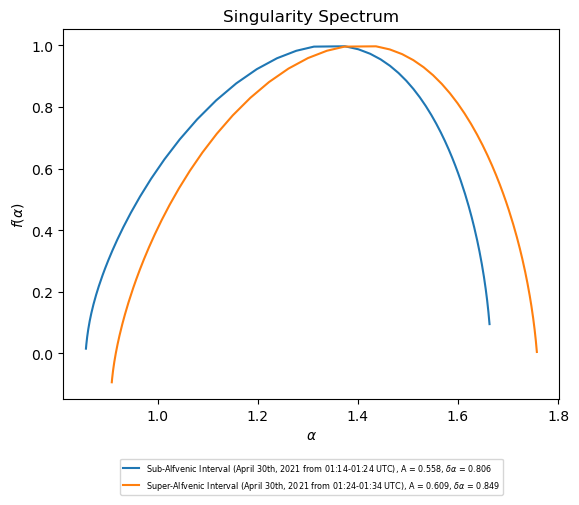 Singularity Spectrum
1.0
0.8
0.6
0.4
0.2
0.0
f(α)
1.0 1.2 1.4 1.6 1.8
α
Sub-Alfvenic Interval (April 30th, 2021 from 01:14-01:24 UTC), A = 0.558, δα = 0.806
Super-Alfvenic Interval (April 30th, 2021 from 01:24-01:34 UTC), A = 0.609, δα = 0.849